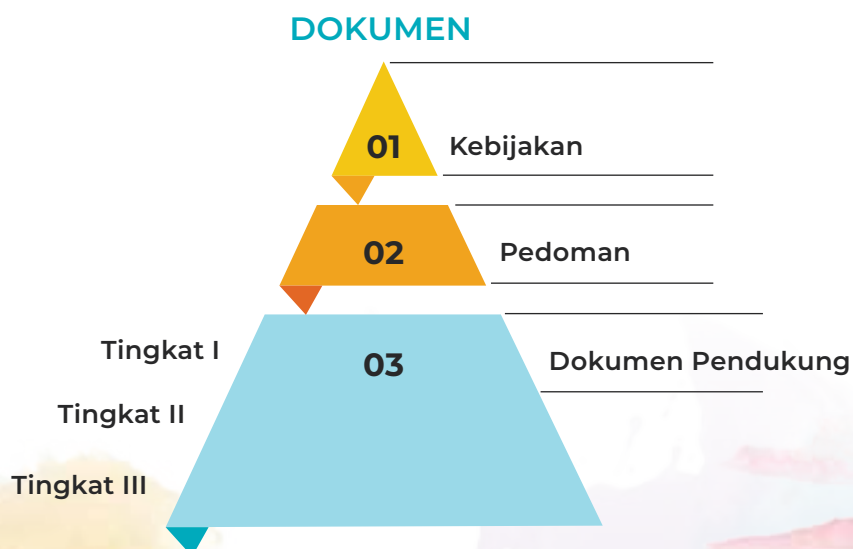 DOKUMEN
01
Kebijakan
02
Pedoman
Tingkat I
03
Dokumen Pendukung
Tingkat II
Tingkat III